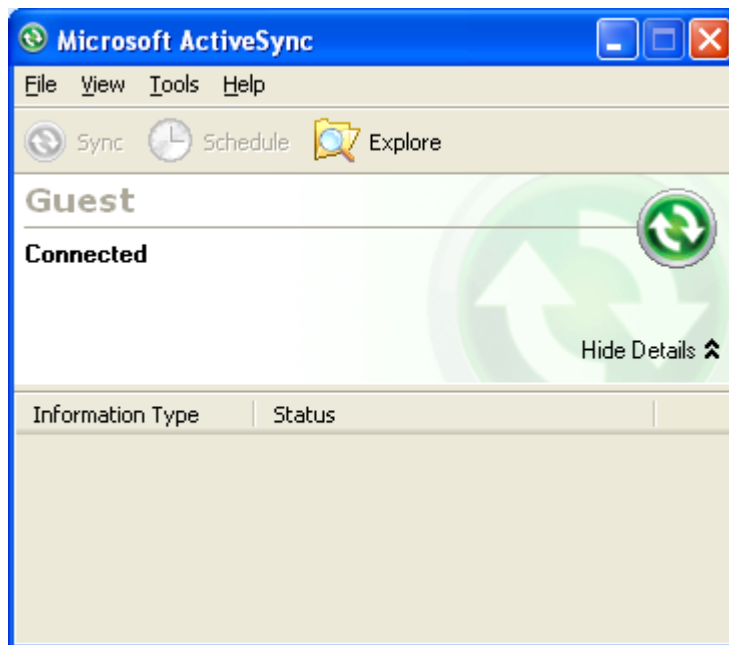 Microsoft ActiveSync
File View Tools Help
Sync Schedule Explore
Guest
Connected
Hide Details
Information Type Status